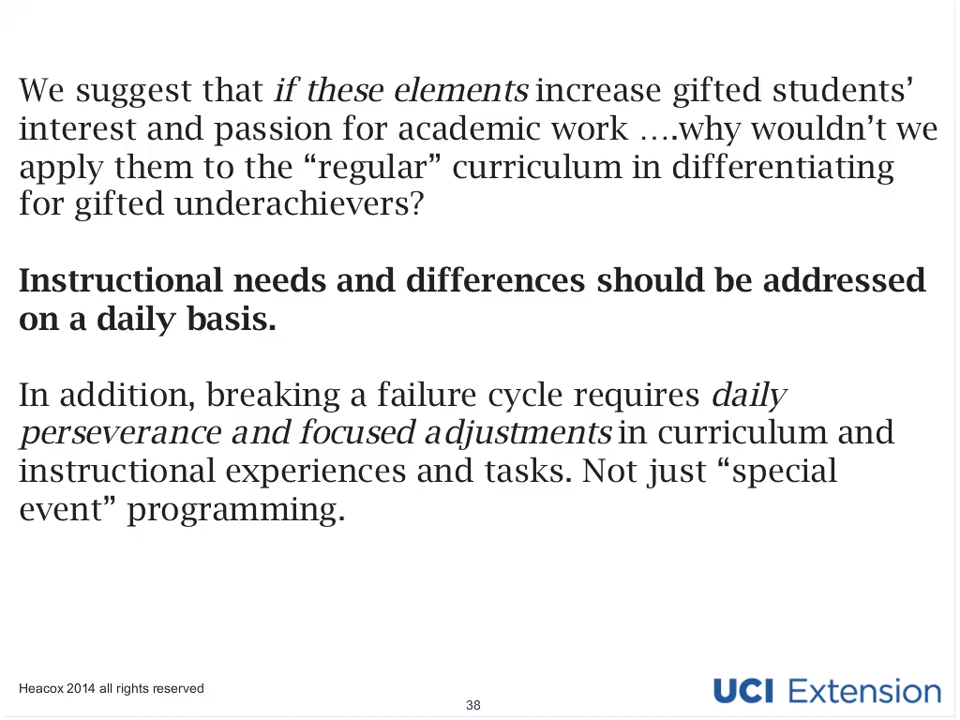 We suggest that if these elements increase gifted students’
interest and passion for academic work ….why wouldn’t we
apply them to the “regular” curriculum in differentiating
for gifted underachievers?
Instructional needs and differences should be addressed
on a daily basis.
In addition, breaking a failure cycle requires daily
perseverance and focused adjustments in curriculum and
instructional experiences and tasks. Not just “special
event” programming.
Heacox 2014 all rights reserved
38
UCI Extension